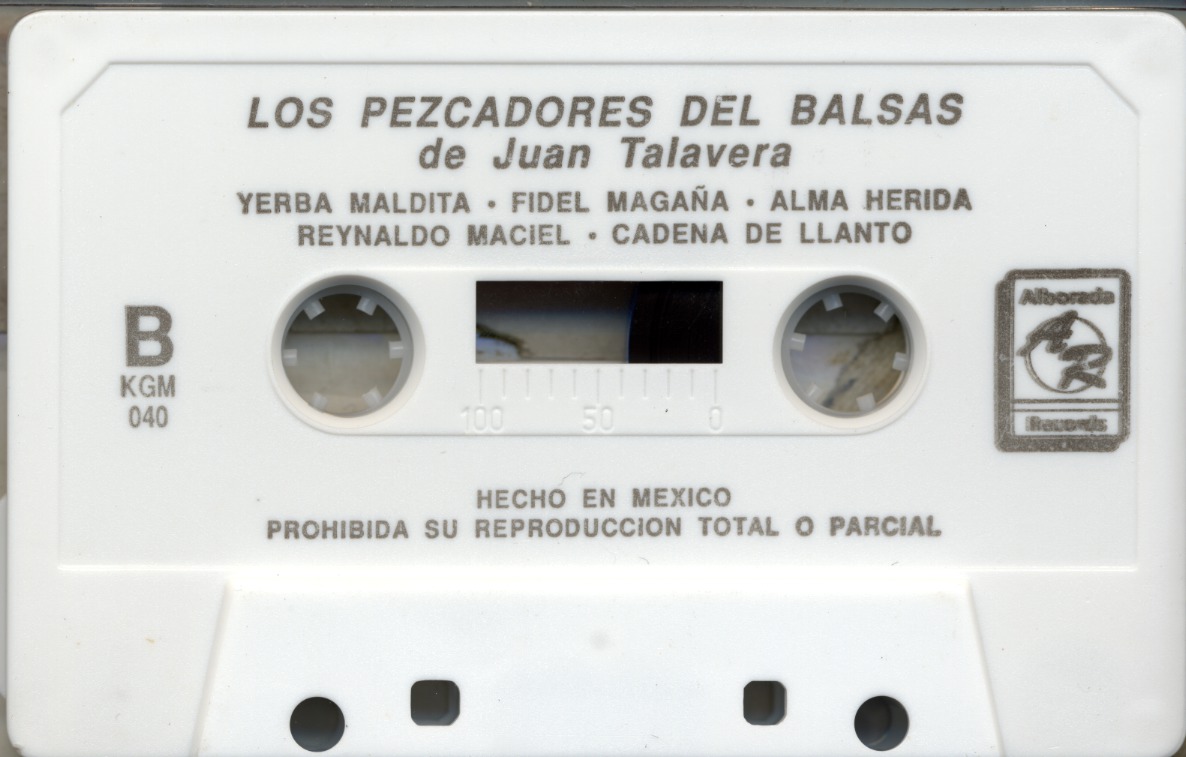 LOS PEZCADORES DEL BALSAS
de Juan Talavera
YERBA MALDITA • FIDEL MAGAÑA • ALMA HERIDA
REYNALDO MACIEL • CADENA DE LLANTO
B
KGM
040
100 50 0
Alborada
AR
Records
HECHO EN MEXICO
PROHIBIDA SU REPRODUCCION TOTAL O PARCIAL